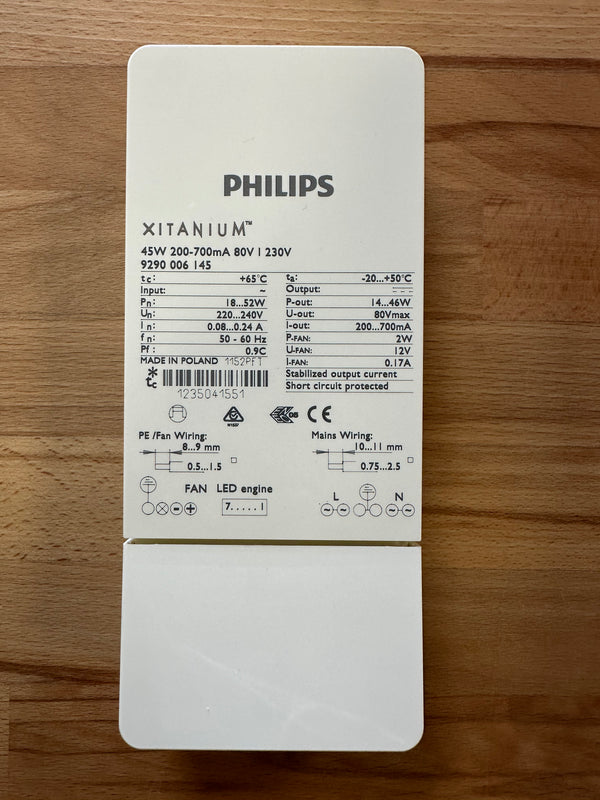 PHILIPS
XITANIUM™
45W 200-700mA 80V I 230V
9290 006 145
tc: +65°C
Input: ~
Pn: 18...52W
Un: 220...240V
In: 0.08...0.24 A
fn: 50 - 60 Hz
Pf : 0.9C
MADE IN POLAND 1152PFT
ta: -20...+50°C
Output:
P-out: 14...46W
U-out: 80Vmax
I-out: 200...700mA
P-FAN: 2W
U-FAN: 12V
I-FAN: 0.17A
Stabilized output current
Short circuit protected
* tc
1235041551
N1557
05 CE
PE /Fan Wiring:
8...9 mm
0.5...1.5
Mains Wiring:
10...11 mm
0.75...2.5
FAN LED engine
7.....1
L N